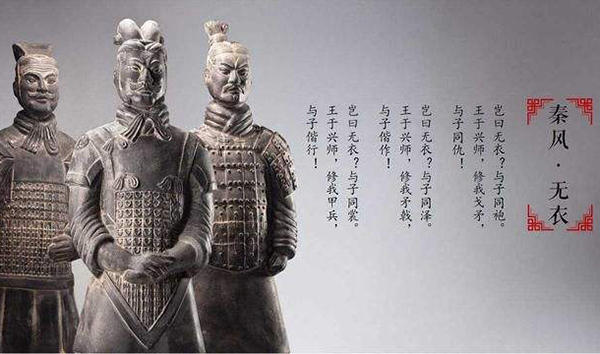 秦风·无衣
岂曰无衣？与子同袍。
王于兴师，修我戈矛，
与子同仇！
岂曰无衣？与子同泽。
王于兴师，修我矛戟，
与子偕作！
岂曰无衣？与子同裳。
王于兴师，修我甲兵，
与子偕行！